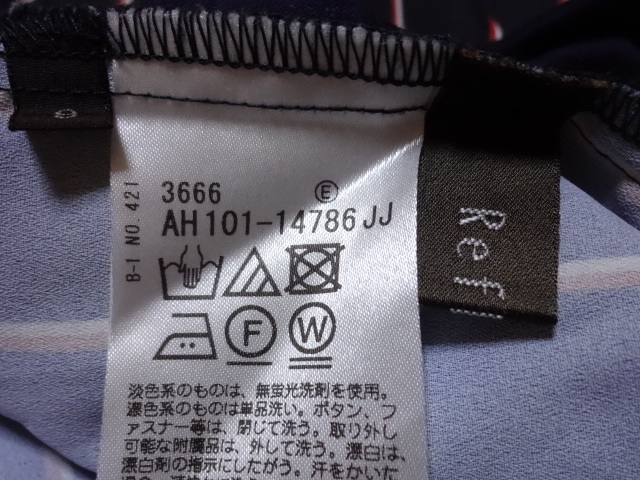 3666 Ⓔ
AH101-14786JJ
B-1 NO.421
F
W
淡色系のものは、無蛍光洗剤を使用。
濃色系のものは単品洗い。ボタン、フ
ァスナー等は、閉じて洗う。取り外し
可能な附属品は、外して洗う。漂白は、
漂白剤の指示にしたがう。汗をかいた
Ref